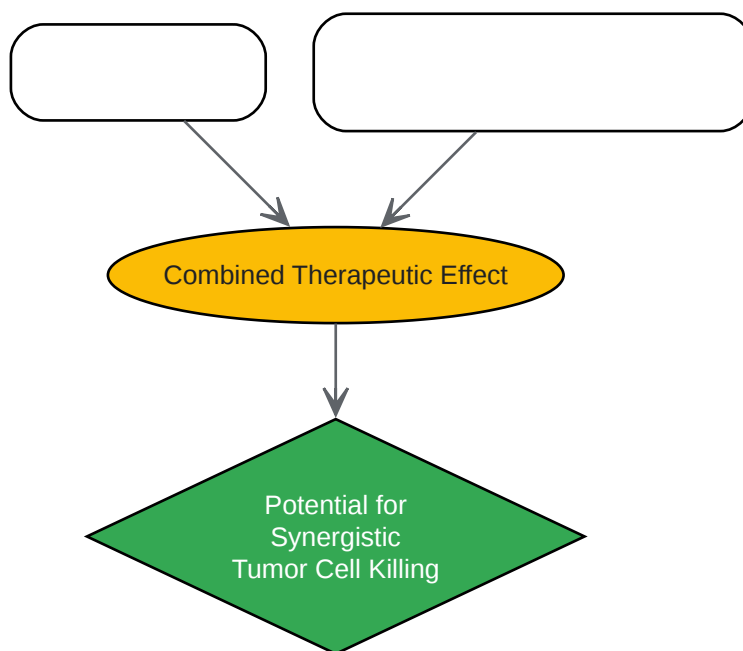 Combined Therapeutic Effect
Potential for
Synergistic
Tumor Cell Killing